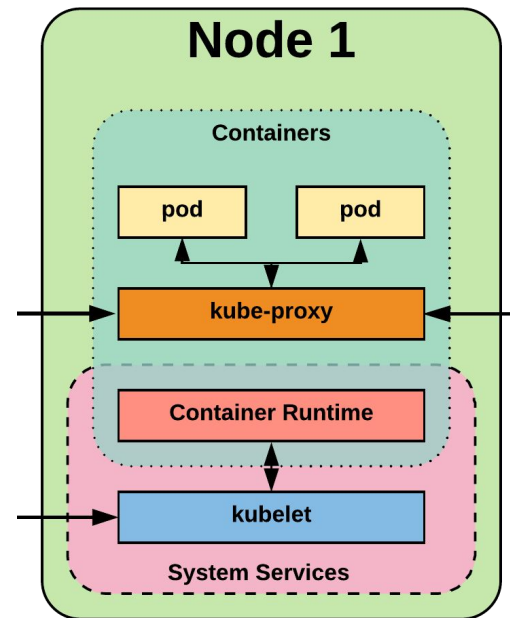 Node 1
Containers
pod
pod
kube-proxy
Container Runtime
kubelet
System Services